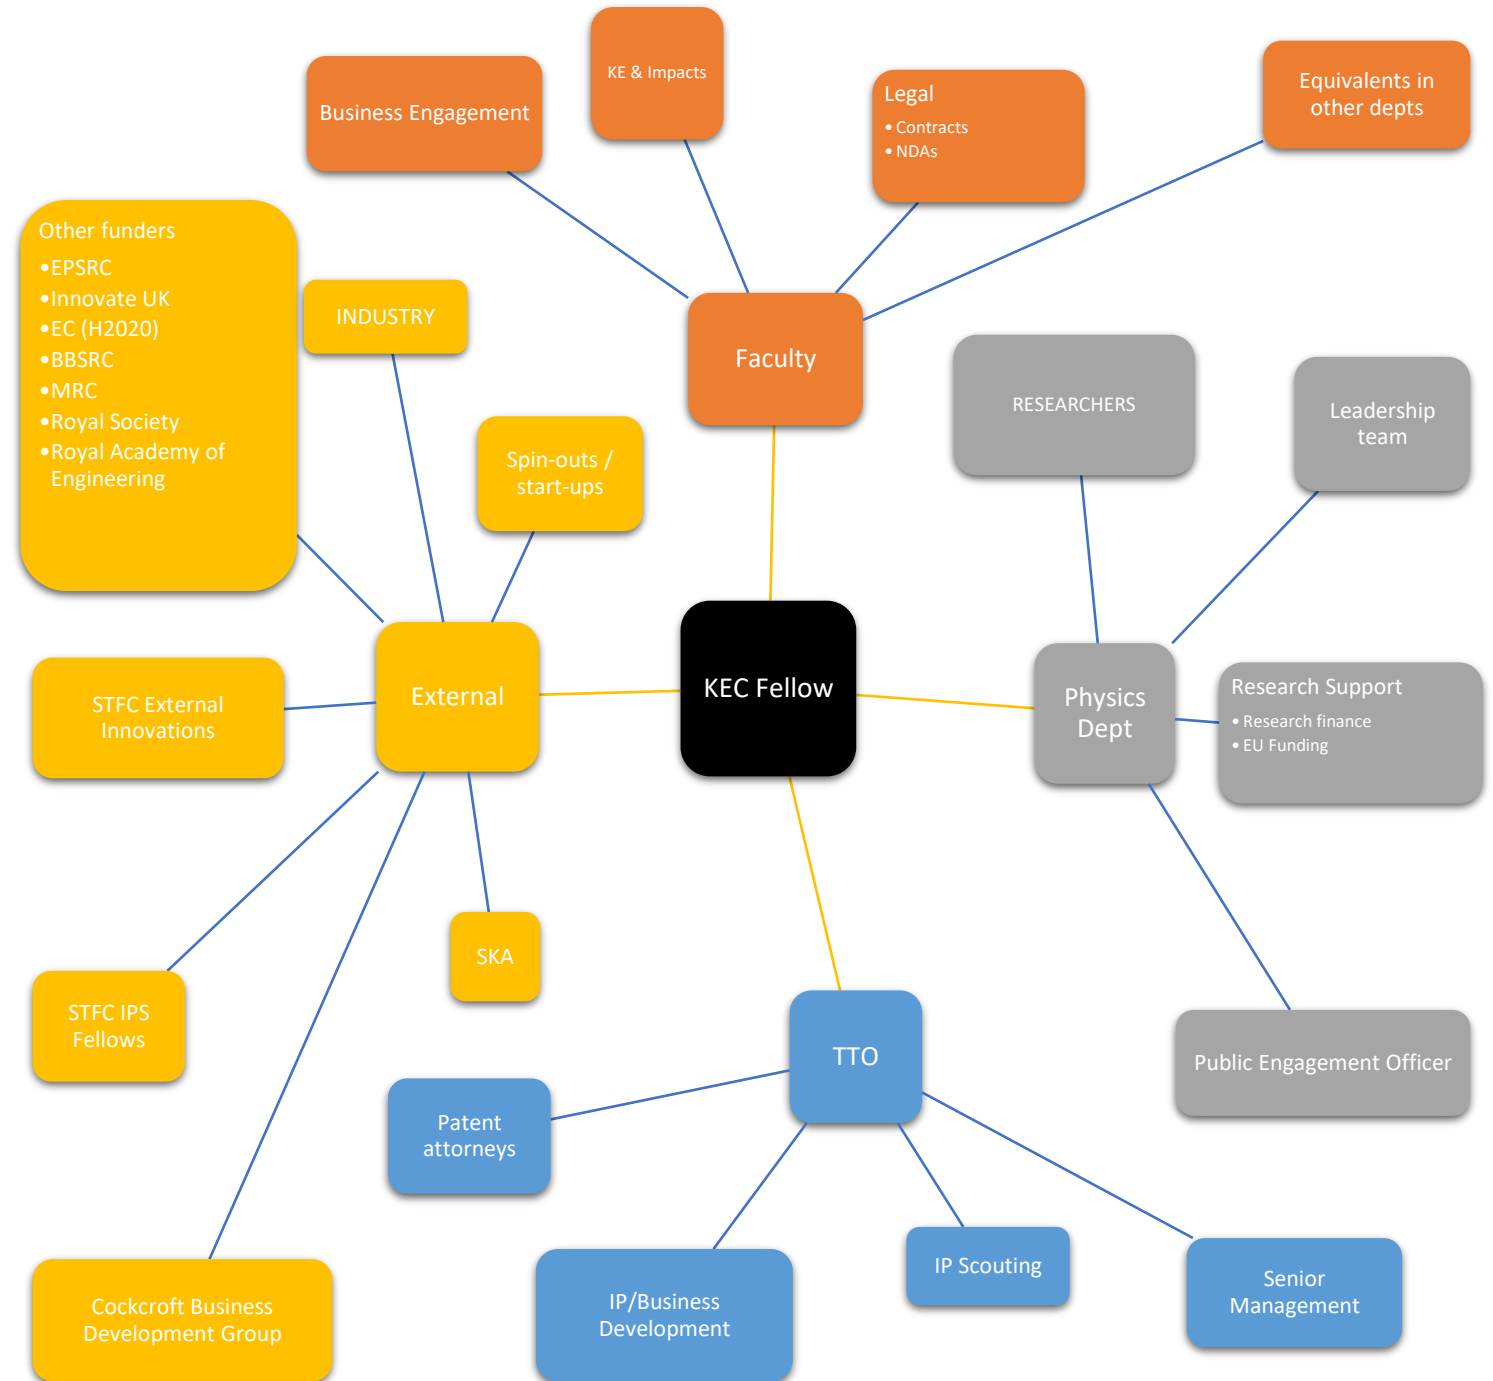 KE & Impacts
Business Engagement
Legal
• Contracts
• NDAs
Equivalents in
other depts
Other funders
•EPSRC
•Innovate UK
•EC (H2020)
•BBSRC
•MRC
•Royal Society
•Royal Academy of
Engineering
INDUSTRY
Faculty
RESEARCHERS
Leadership
team
Spin-outs /
start-ups
External
KEC Fellow
Physics
Dept
Research Support
• Research finance
• EU Funding
STFC External
Innovations
SKA
STFC IPS
Fellows
TTO
Public Engagement Officer
Patent
attorneys
Cockcroft Business
Development Group
IP/Business
Development
IP Scouting
Senior
Management